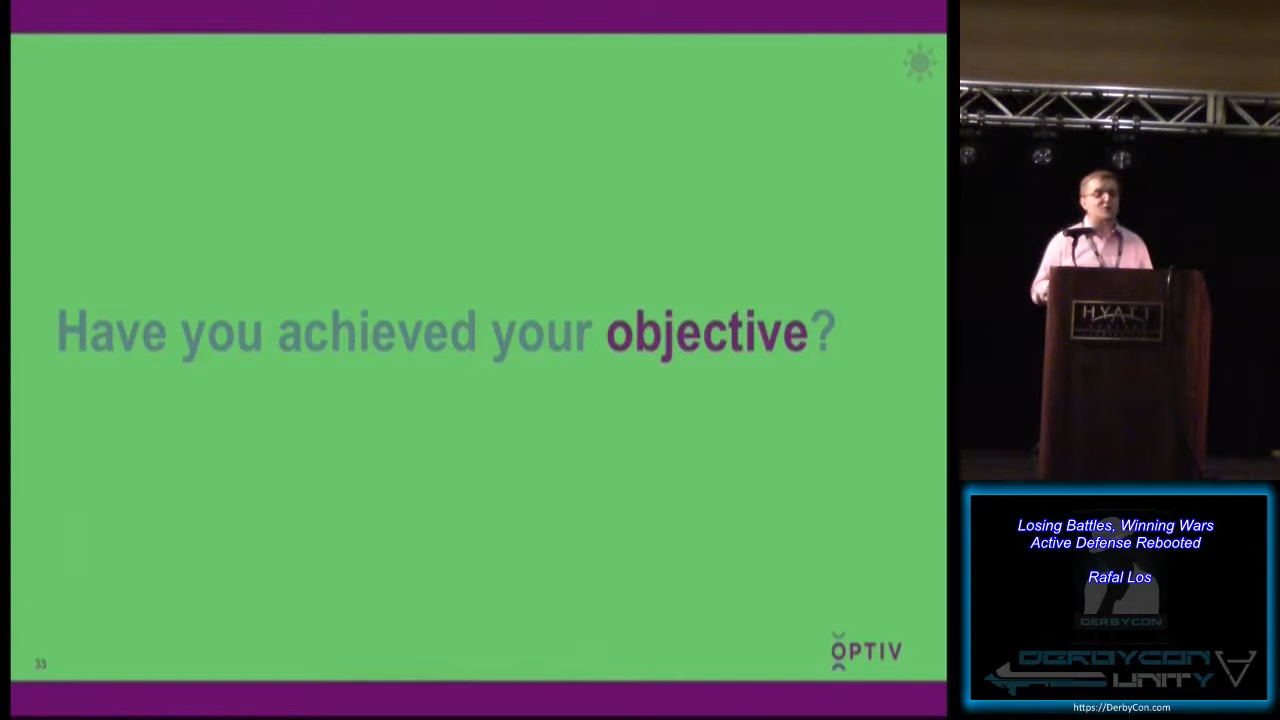 Have you achieved your objective?
33
OPTIV
HYATT
Losing Battles, Winning Wars
Active Defense Rebooted
Rafal Los
DERBYCON
DERBYCON
UNITY
https://DerbyCon.com